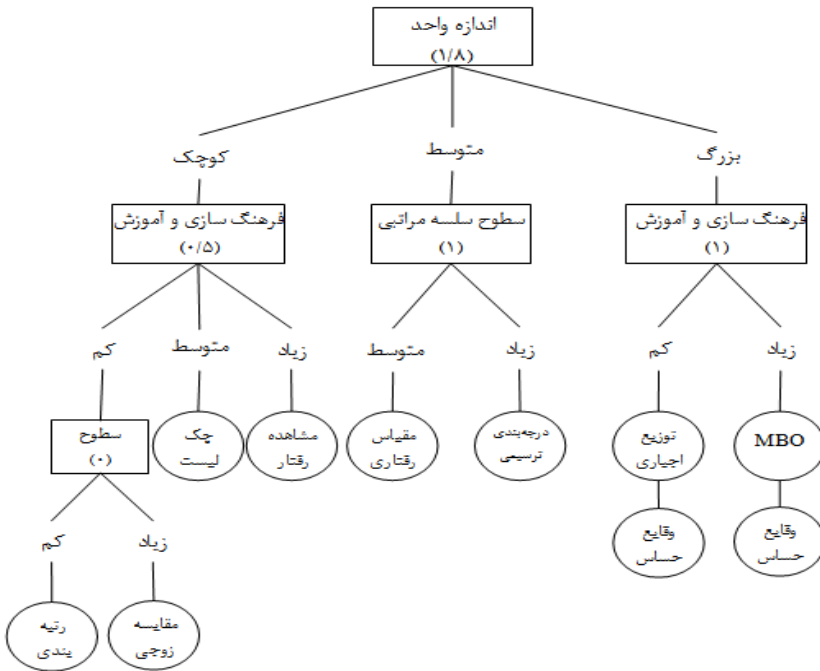 اندازه واحد
(۱/۸)
بزرگ
متوسط
کوچک
فرهنگ سازی و آموزش
(۱)
سطوح سلسه مراتبی
(۱)
فرهنگ سازی و آموزش
(۰/۵)
زیاد
کم
زیاد
متوسط
زیاد
متوسط
کم
MBO
توزیع
اجباری
درجه‌بندی
ترسیمی
مقیاس
رفتاری
مشاهده
رفتار
چک
لیست
سطوح
(۰)
وقایع
حساس
وقایع
حساس
زیاد
کم
مقایسه
زوجی
رتبه
بندی